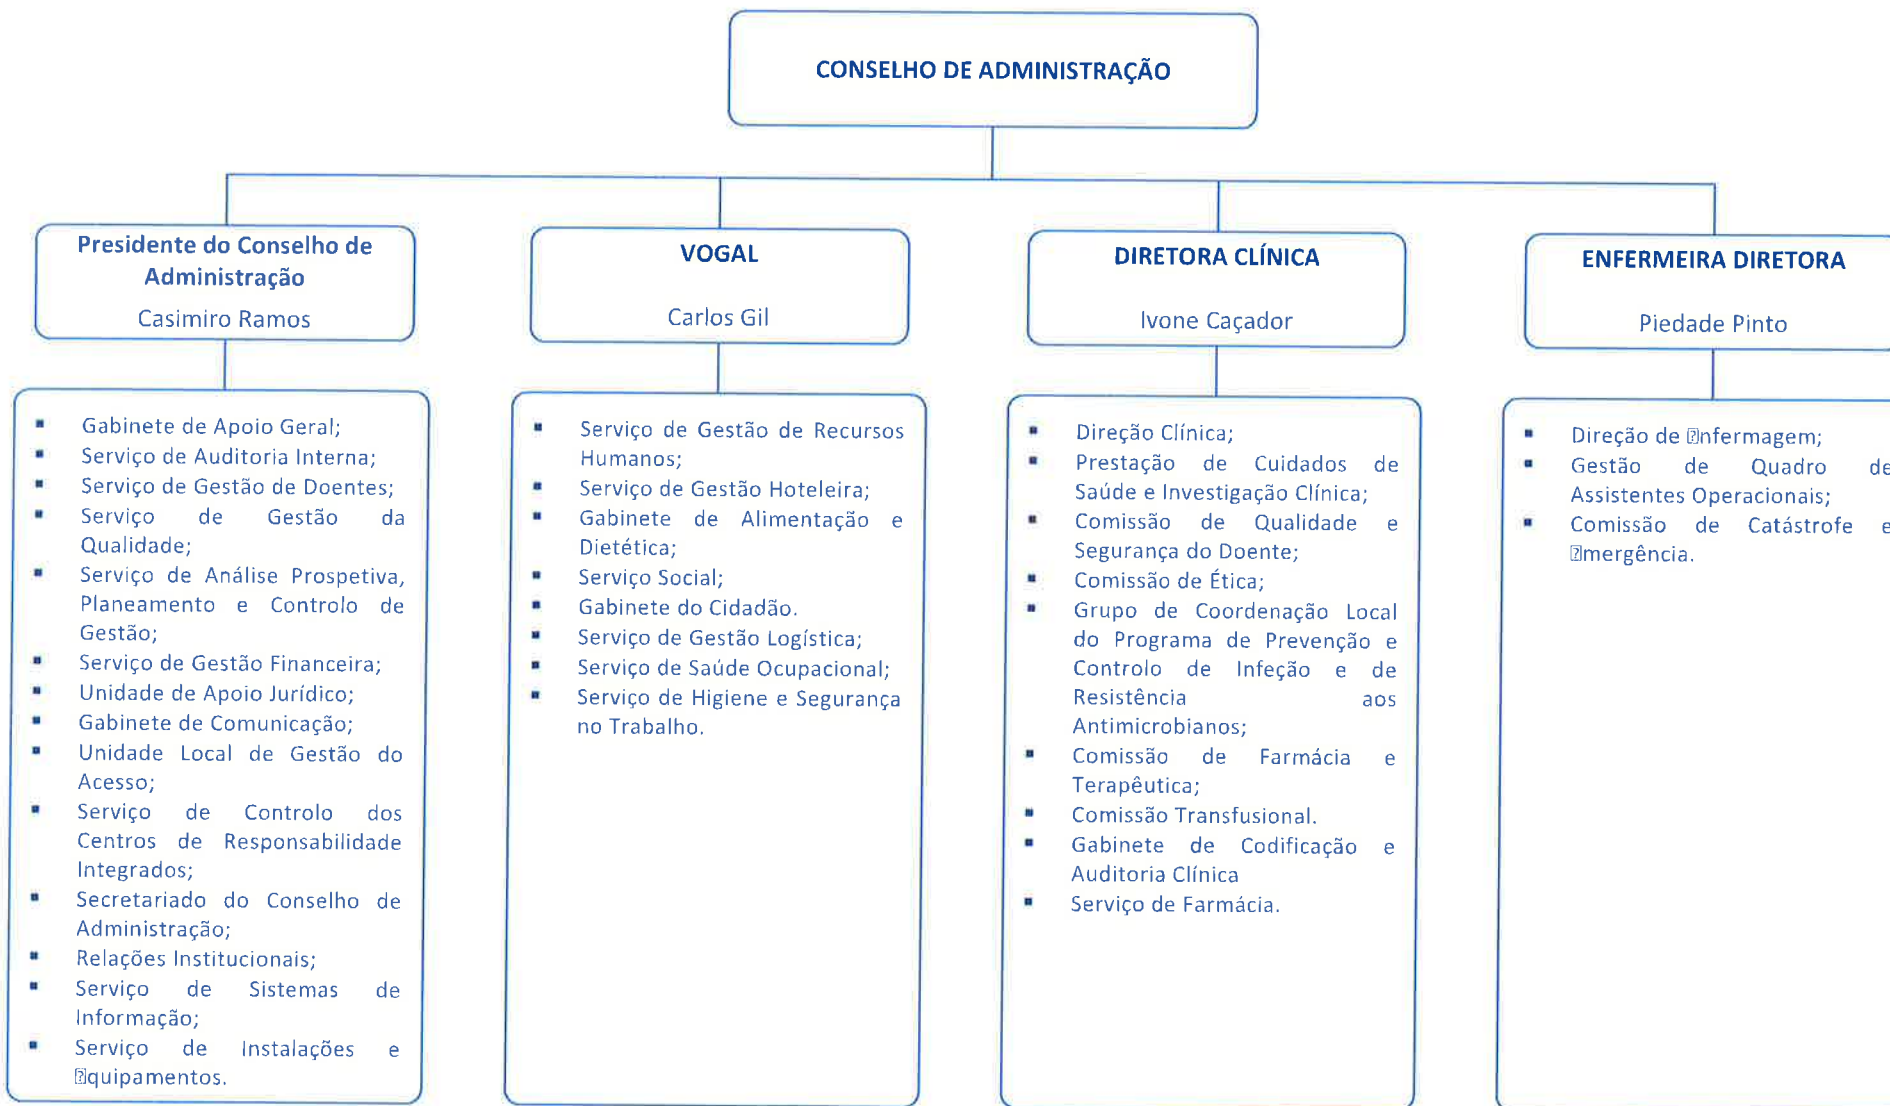 CONSELHO DE ADMINISTRAÇÃO
Presidente do Conselho de
Administração
Casimiro Ramos
VOGAL
Carlos Gil
DIRETORA CLÍNICA
Ivone Caçador
ENFERMEIRA DIRETORA
Piedade Pinto
Gabinete de Apoio Geral;
Serviço de Auditoria Interna;
Serviço de Gestão de Doentes;
Serviço de Gestão da
Qualidade;
Serviço de Análise Prospetiva,
Planeamento e Controlo de
Gestão;
Serviço de Gestão Financeira;
Unidade de Apoio Jurídico;
Gabinete de Comunicação;
Unidade Local de Gestão do
Acesso;
Serviço de Controlo dos
Centros de Responsabilidade
Integrados;
Secretariado do Conselho de
Administração;
Relações Institucionais;
Serviço de Sistemas de
Informação;
Serviço de Instalações e
⍰quipamentos.
Serviço de Gestão de Recursos
Humanos;
Serviço de Gestão Hoteleira;
Gabinete de Alimentação e
Dietética;
Serviço Social;
Gabinete do Cidadão.
Serviço de Gestão Logística;
Serviço de Saúde Ocupacional;
Serviço de Higiene e Segurança
no Trabalho.
Direção Clínica;
Prestação de Cuidados de
Saúde e Investigação Clínica;
Comissão de Qualidade e
Segurança do Doente;
Comissão de Ética;
Grupo de Coordenação Local
do Programa de Prevenção e
Controlo de Infeção e de
Resistência aos
Antimicrobianos;
Comissão de Farmácia e
Terapêutica;
Comissão Transfusional.
Gabinete de Codificação e
Auditoria Clínica
Serviço de Farmácia.
Direção de ⍰nfermagem;
Gestão de Quadro de
Assistentes Operacionais;
Comissão de Catástrofe e
⍰mergência.